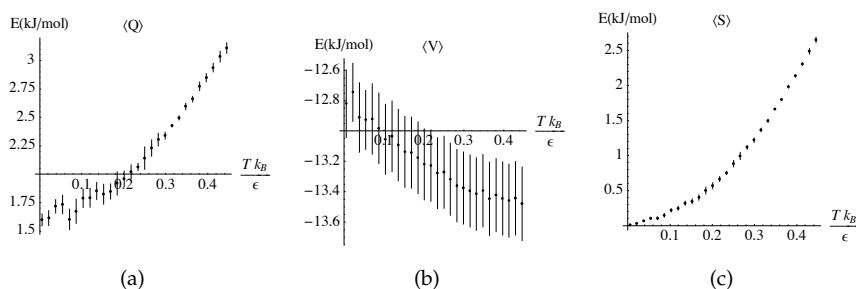 E(kJ/mol)
⟨Q⟩
3
2.75
2.5
2.25
1.75
1.5
0.1
0.2
0.3
0.4
T k_B
ϵ
(a)
E(kJ/mol)
⟨V⟩
−12.6
−12.8
−13.2
−13.4
−13.6
0.1
0.2
0.3
0.4
T k_B
ϵ
(b)
E(kJ/mol)
⟨S⟩
2.5
2
1.5
1
0.5
0.1
0.2
0.3
0.4
T k_B
ϵ
(c)